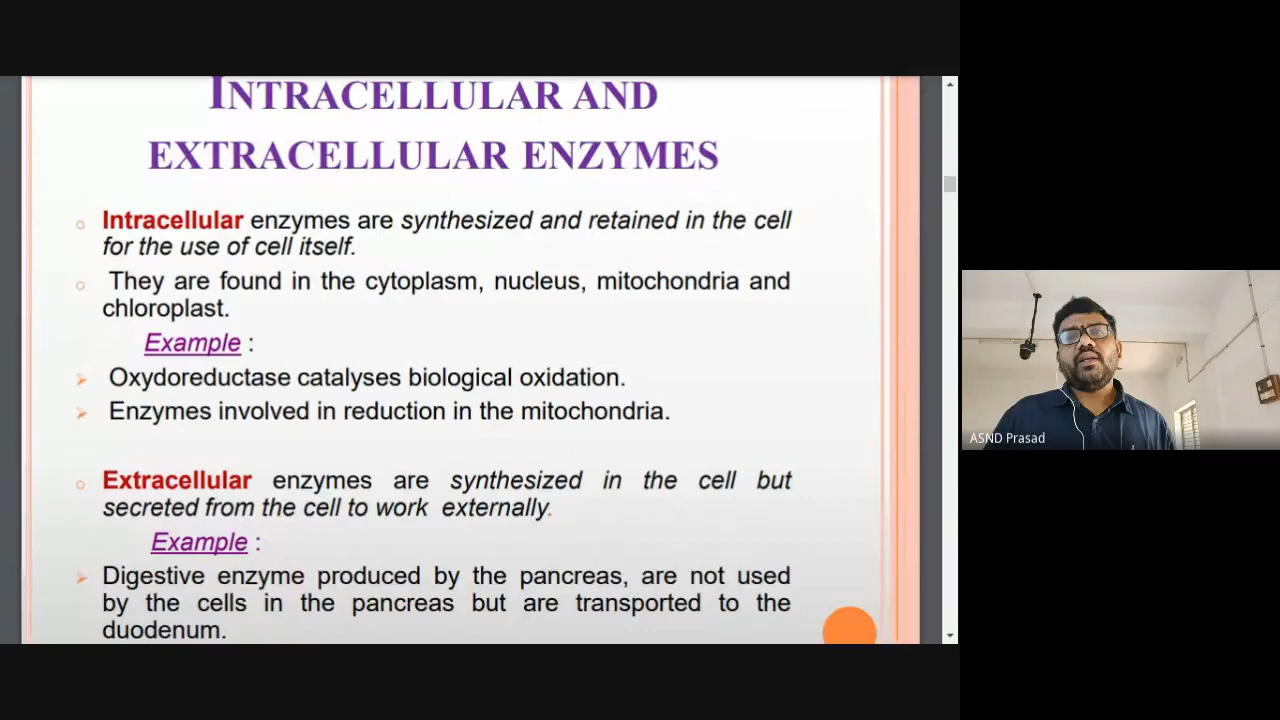 INTRACELLULAR AND
EXTRACELLULAR ENZYMES
Intracellular enzymes are synthesized and retained in the cell
for the use of cell itself.
They are found in the cytoplasm, nucleus, mitochondria and
chloroplast.
Example :
Oxydoreductase catalyses biological oxidation.
Enzymes involved in reduction in the mitochondria.
Extracellular enzymes are synthesized in the cell but
secreted from the cell to work externally.
Example :
Digestive enzyme produced by the pancreas, are not used
by the cells in the pancreas but are transported to the
duodenum.
ASND Prasad